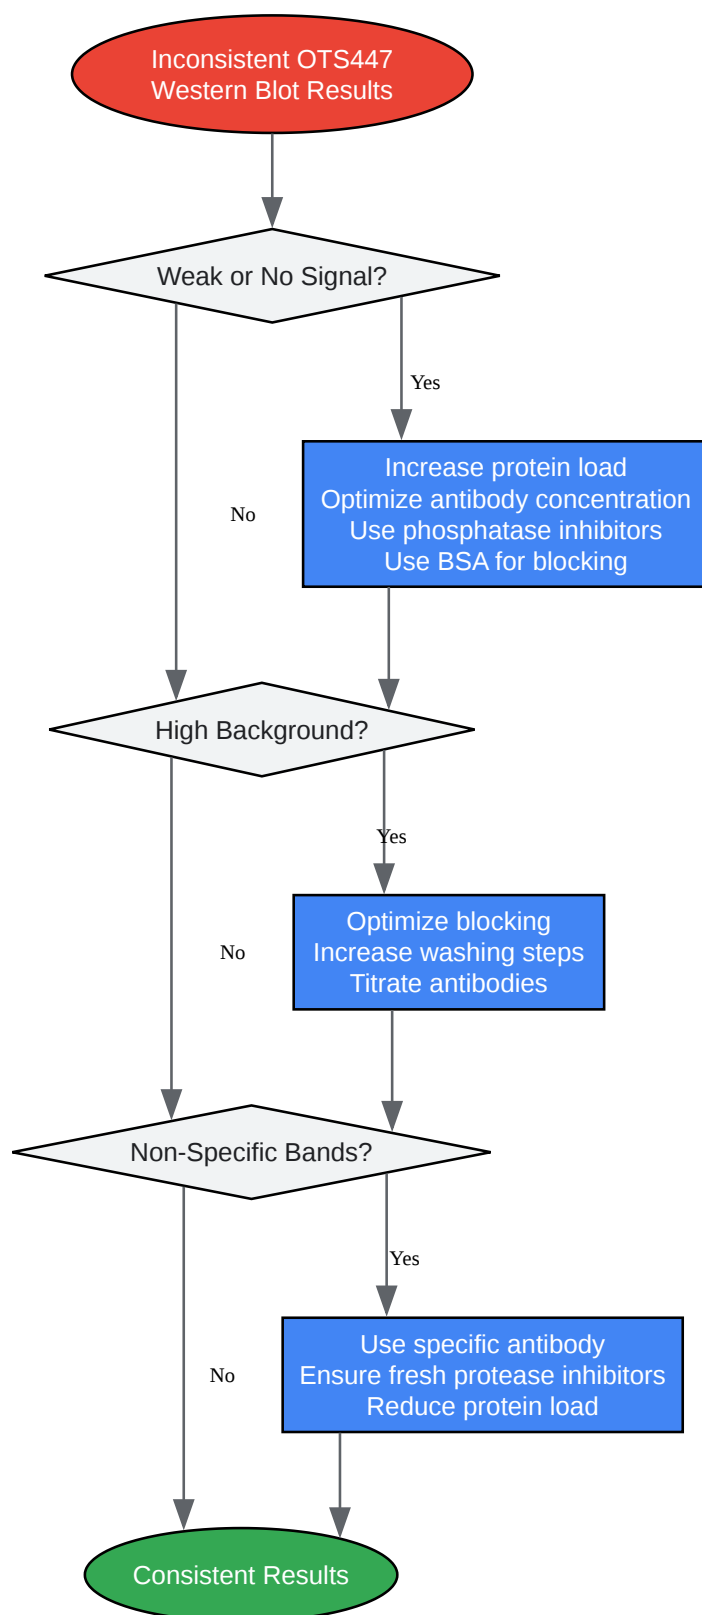 Inconsistent OTS447
Western Blot Results
Weak or No Signal?
Yes
Increase protein load
Optimize antibody concentration
Use phosphatase inhibitors
Use BSA for blocking
No
High Background?
Yes
Optimize blocking
Increase washing steps
Titrate antibodies
No
Non-Specific Bands?
Yes
Use specific antibody
Ensure fresh protease inhibitors
Reduce protein load
No
Consistent Results